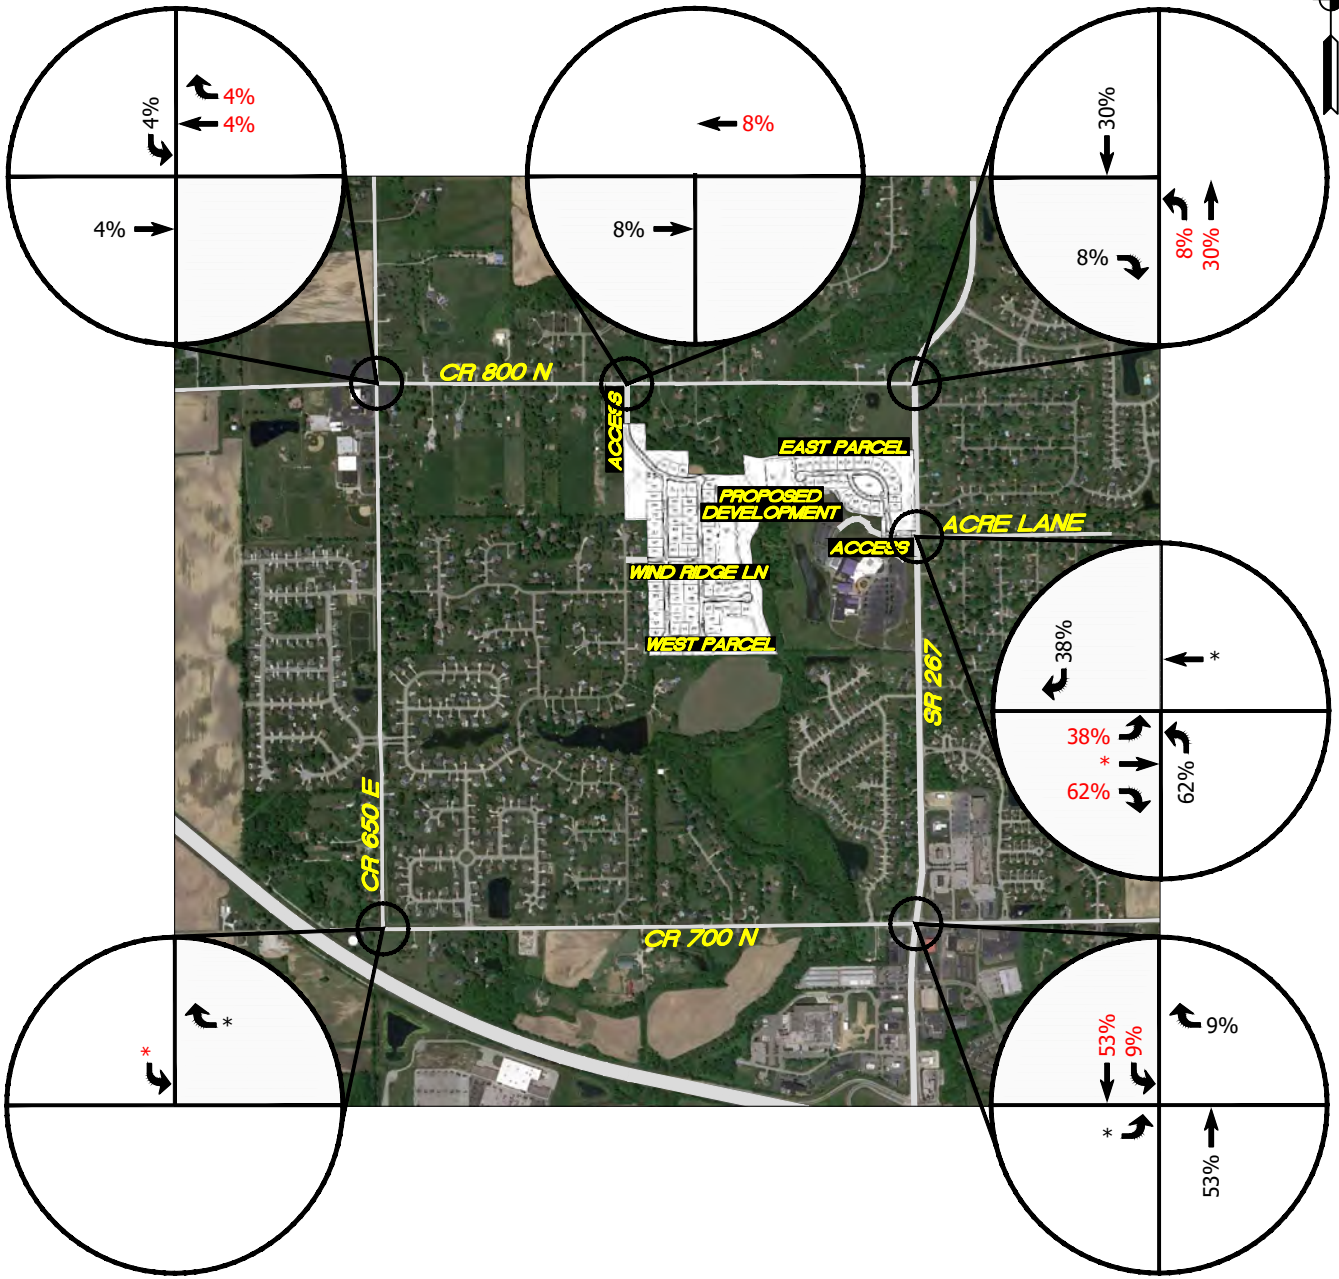 4%
4%
4%
4%
8%
8%
30%
8%
8%
30%
CR 800 N
ACCESS
EAST PARCEL
PROPOSED
DEVELOPMENT
ACRE LANE
ACCESS
WIND RIDGE LN
WEST PARCEL
SR 267
38%
*
38%
*
62%
62%
CR 650 E
CR 700 N
*
*
53%
9%
9%
*
53%